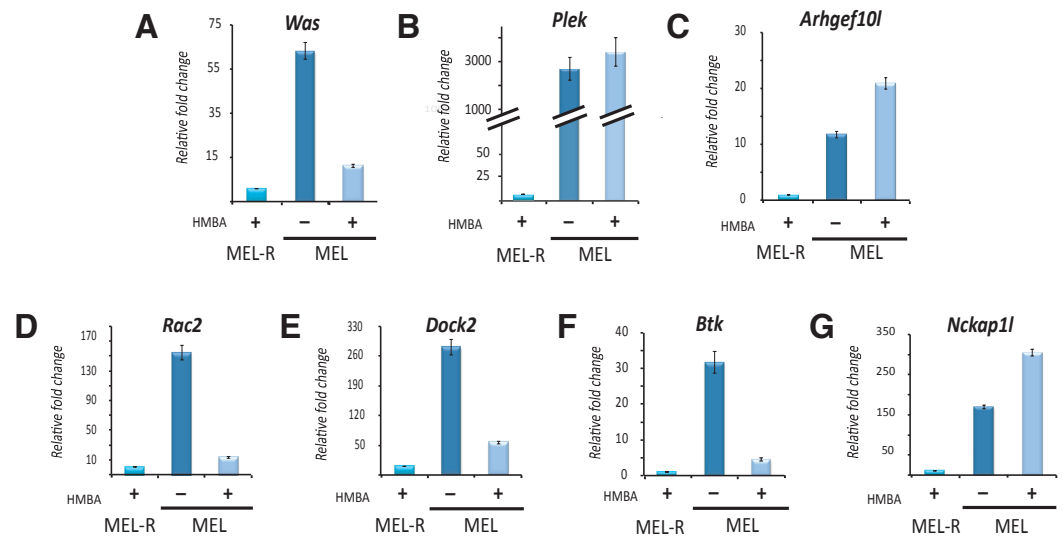 A
Was
Relative fold change
75
55
35
15
HMBA
+
–
+
MEL-R
MEL
B
Plek
Relative fold change
3000
1000
50
25
HMBA
+
–
+
MEL-R
MEL
C
Arhgef10l
Relative fold change
30
20
10
0
HMBA
+
–
+
MEL-R
MEL
D
Rac2
Relative fold change
170
130
90
50
10
HMBA
+
–
+
MEL-R
MEL
E
Dock2
Relative fold change
330
260
190
120
50
HMBA
+
–
+
MEL-R
MEL
F
Btk
Relative fold change
40
30
20
10
0
HMBA
+
–
+
MEL-R
MEL
G
Nckap1l
Relative fold change
350
250
150
50
HMBA
+
–
+
MEL-R
MEL